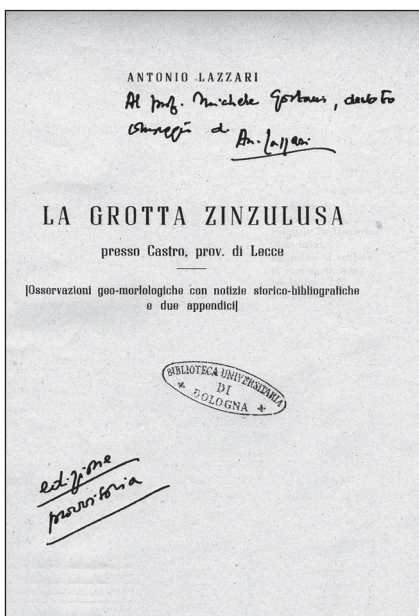 ANTONIO LAZZARI
Al prof. Michele Gortani, devoto
omaggio di
An. Lazzari
LA GROTTA ZINZULUSA
presso Castro, prov. di Lecce
[Osservazioni geo-morfologiche con notizie storico-bibliografiche
e due appendici]
BIBLIOTECA UNIVERSITARIA
DI
BOLOGNA
edizione
provvisoria